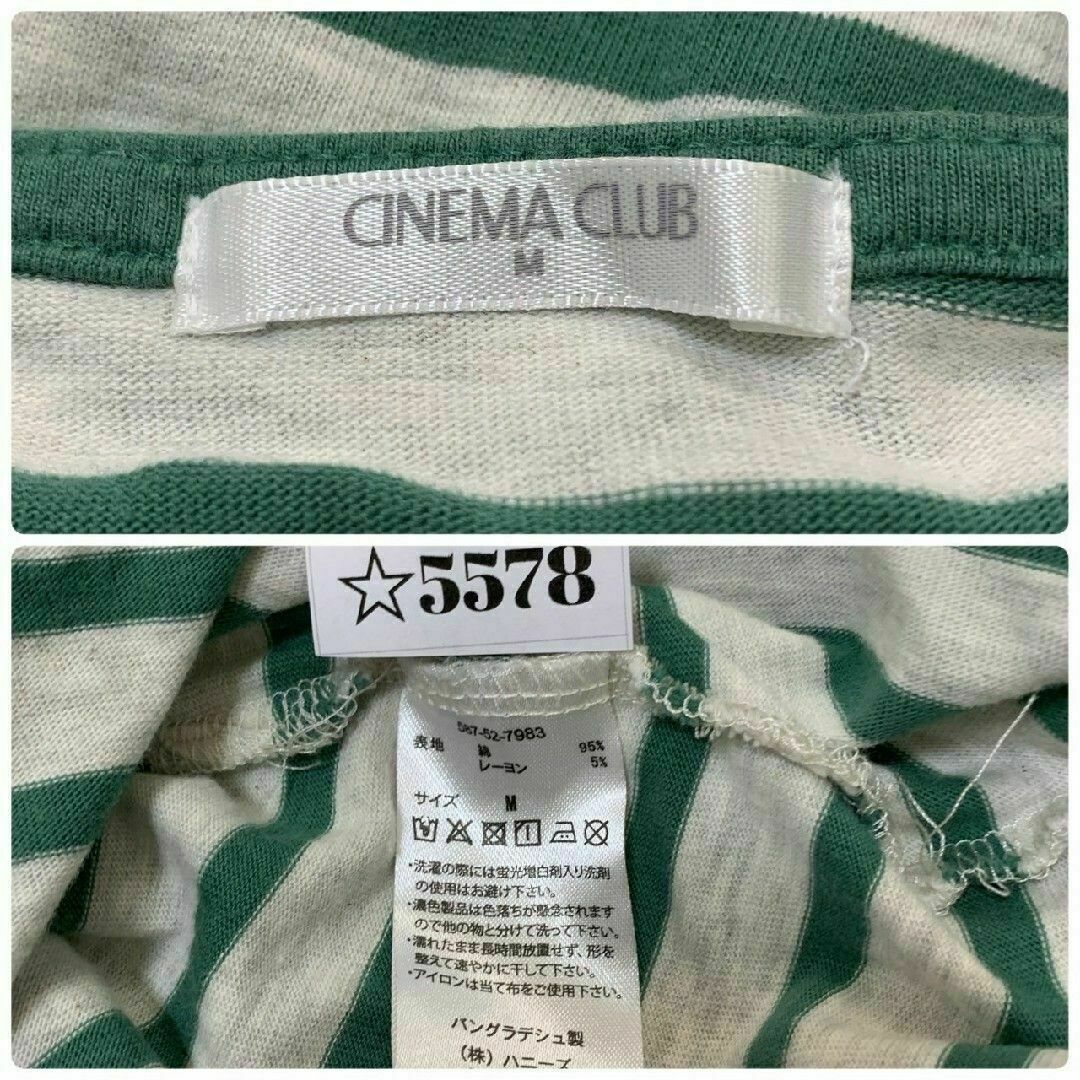 CINEMA CLUB
M
☆5578
587-52-7983
表地 綿 95%
レーヨン 5%
サイズ M
・洗濯の際には蛍光増白剤入り洗剤
の使用はお避け下さい。
・濃色製品は色落ちが懸念されます
ので他の物と分けて洗って下さい。
・濡れたまま長時間放置せず、形を
整えて速やかに干して下さい。
・アイロンは当て布をご使用下さい。
バングラデシュ製
(株) ハニーズ